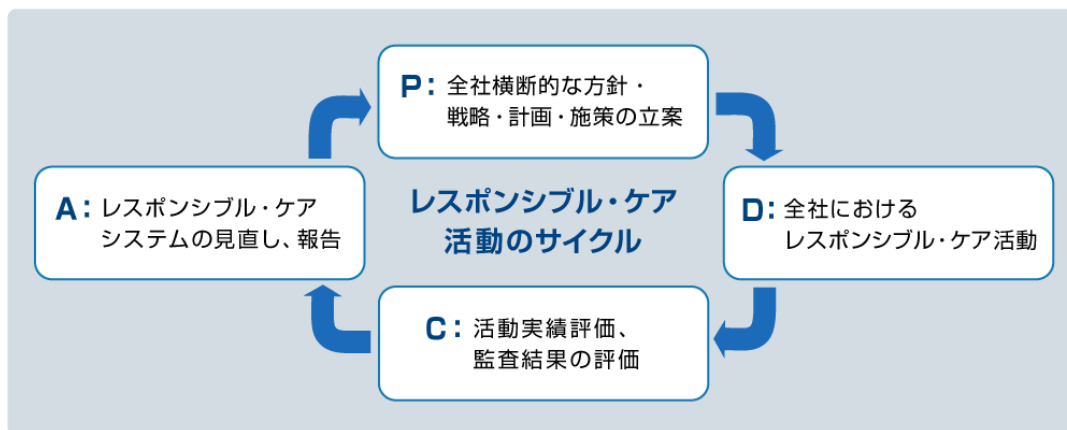 P：全社横断的な方針・
戦略・計画・施策の立案
A：レスポンシブル・ケア
システムの見直し、報告
レスポンシブル・ケア
活動のサイクル
D：全社における
レスポンシブル・ケア活動
C：活動実績評価、
監査結果の評価